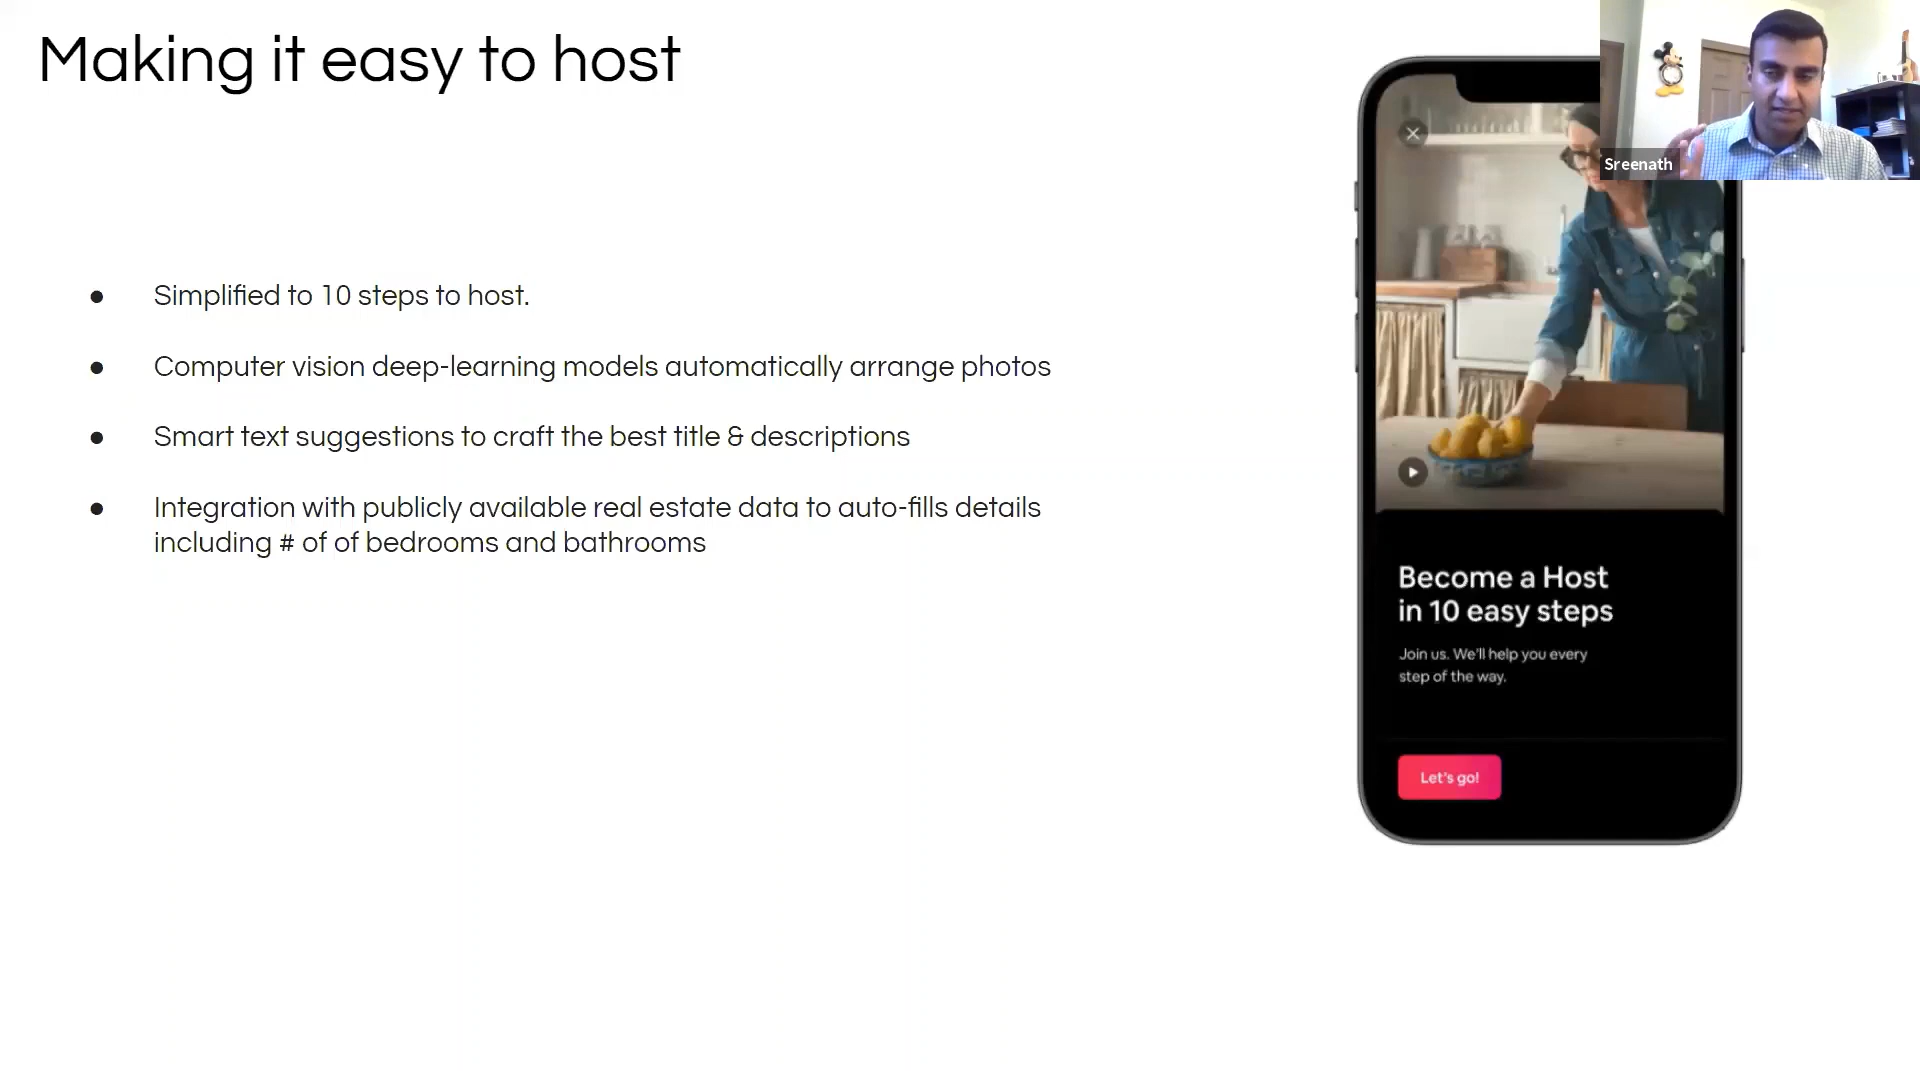 Making it easy to host
Sreenath
● Simplified to 10 steps to host.
● Computer vision deep-learning models automatically arrange photos
● Smart text suggestions to craft the best title & descriptions
● Integration with publicly available real estate data to auto-fills details
including # of of bedrooms and bathrooms
Become a Host
in 10 easy steps
Join us. We'll help you every
step of the way.
Let's go!